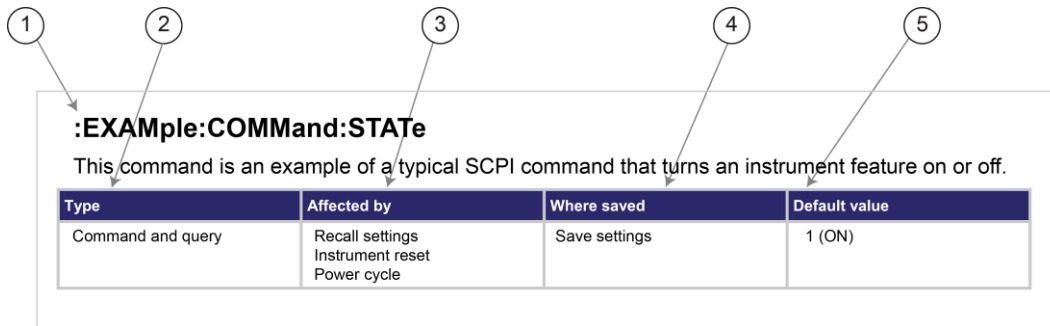 1 2 3 4 5
:EXAMple:COMMand:STATe
This command is an example of a typical SCPI command that turns an instrument feature on or off.
Type Affected by Where saved Default value
Command and query Recall settings Save settings 1 (ON)
Instrument reset
Power cycle